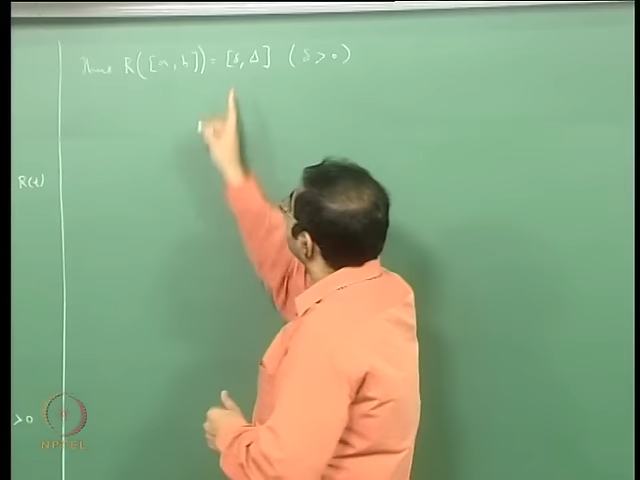 Thus R([a, b]) = [δ, Δ] (δ > 0)
R(t)
> 0
NPTEL